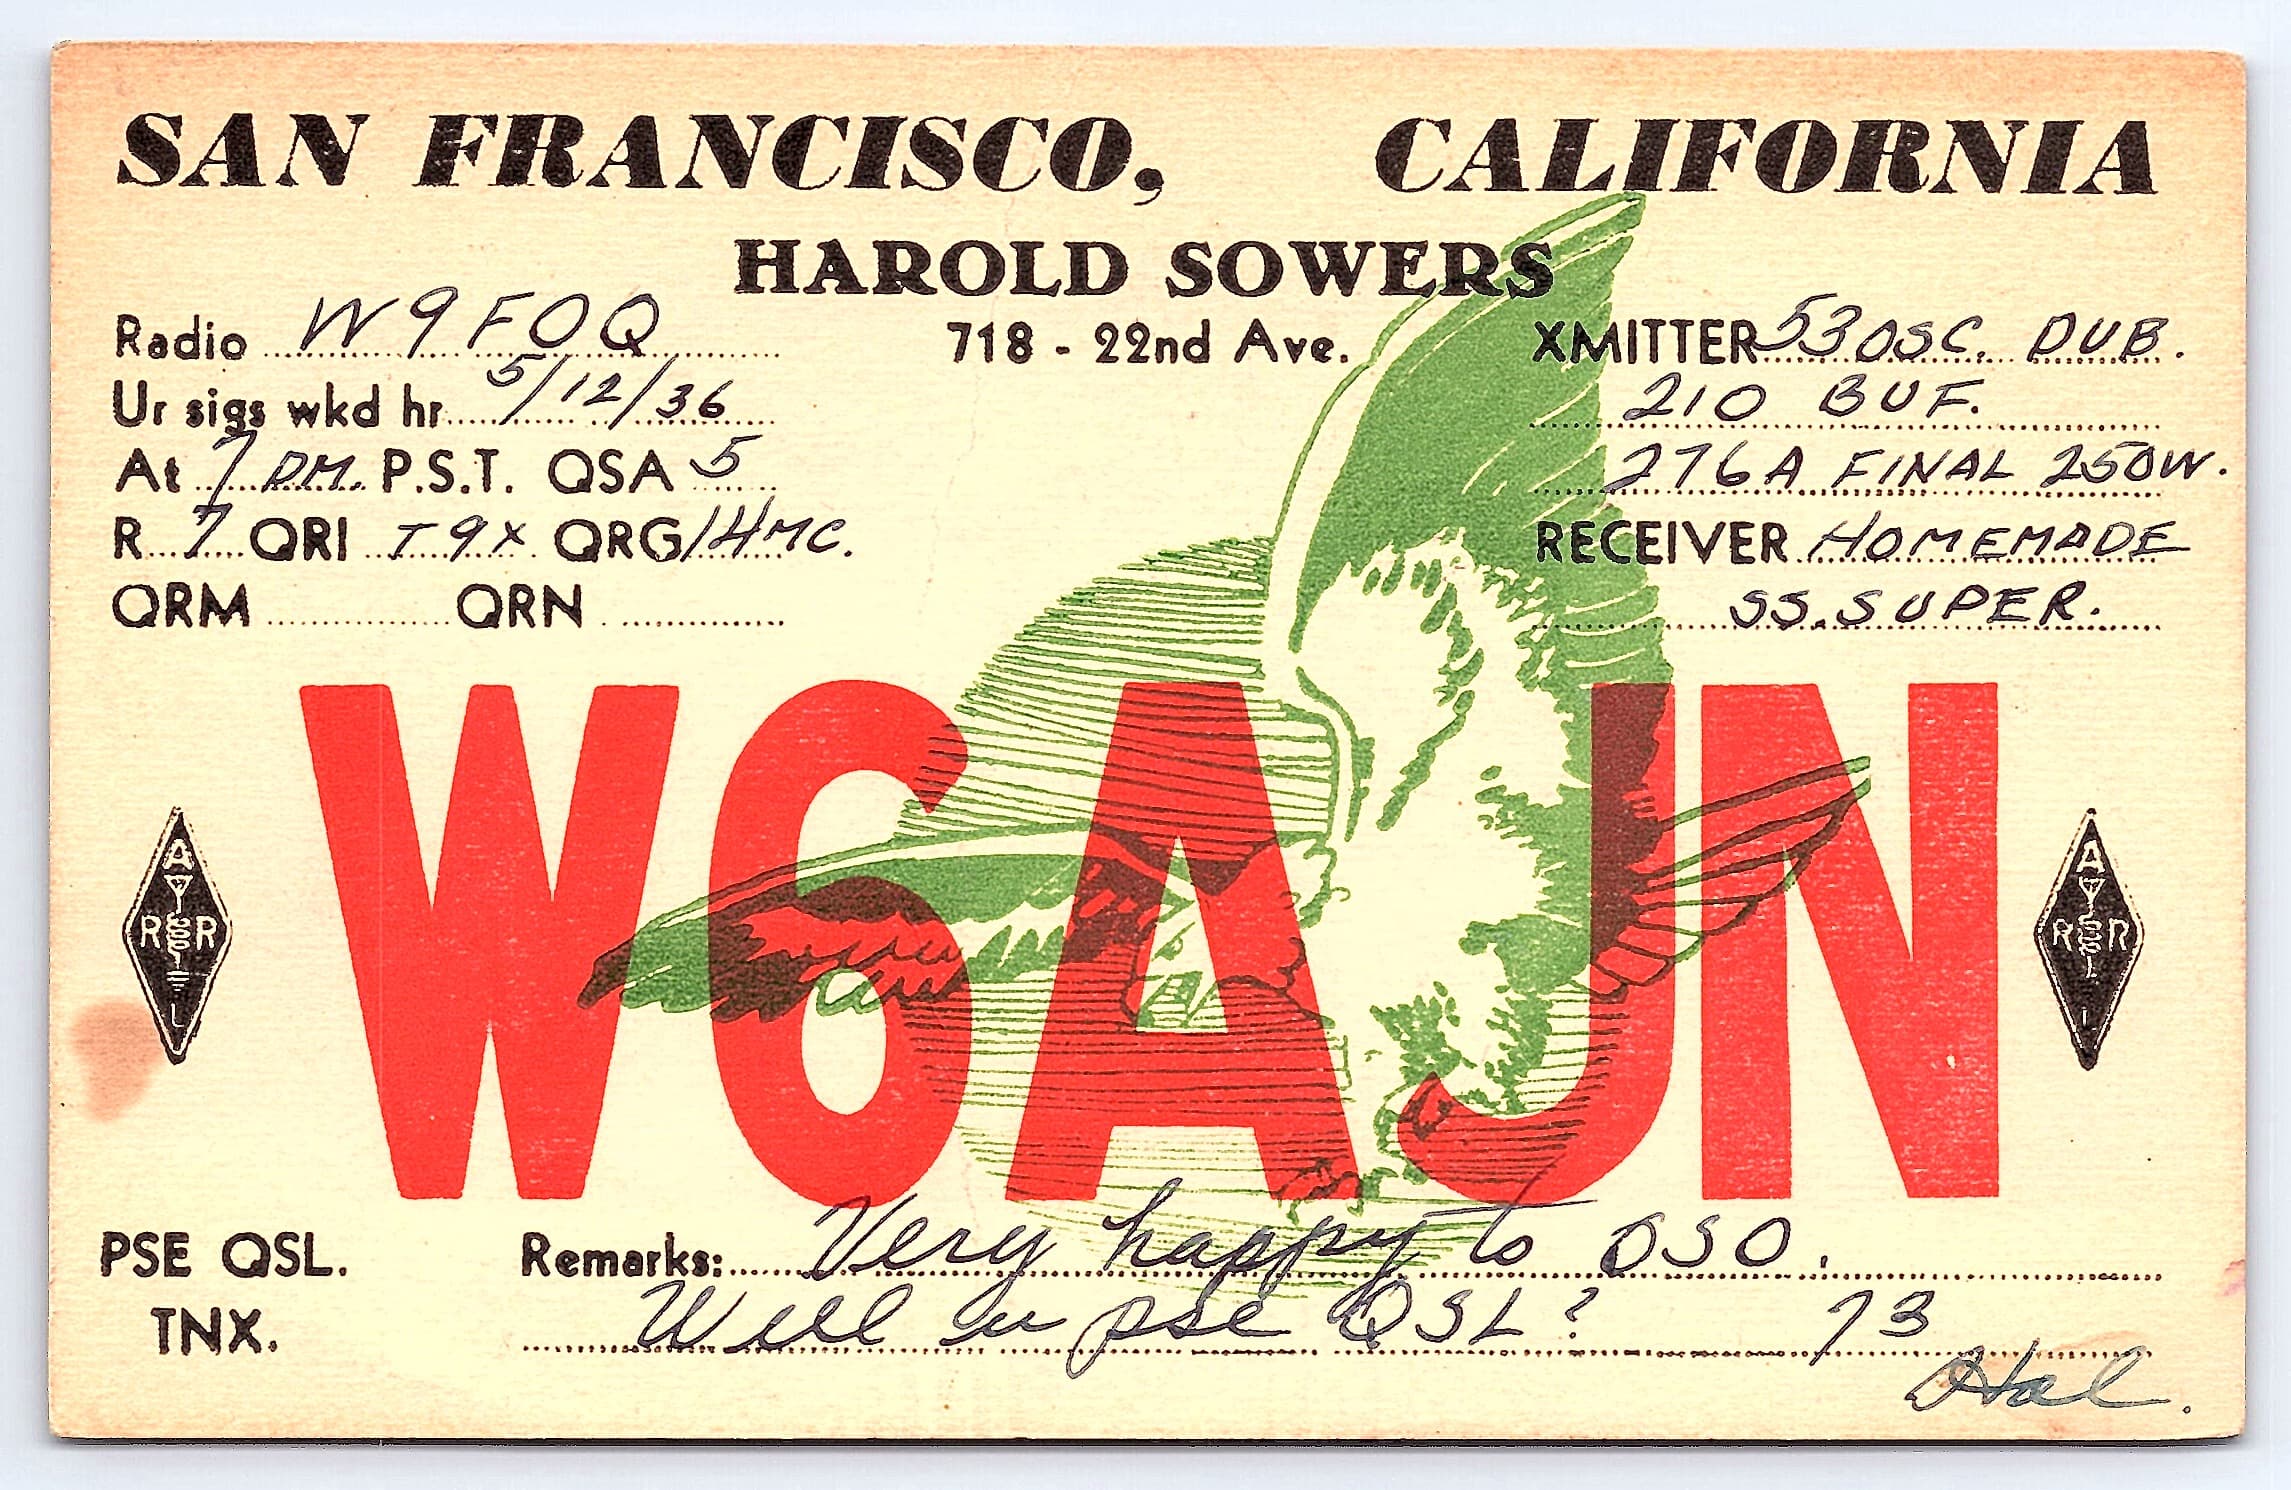 SAN FRANCISCO, CALIFORNIA
HAROLD SOWERS
718 - 22nd Ave.
Radio W9FOQ
Ur sigs wkd hr 5/12/36
At 7 PM. P.S.T. QSA 5
R 7 QRI T9X QRG 14MC.
QRM QRN
XMITTER 53 OSC. DUB.
210 BUF.
276A FINAL 250W.
RECEIVER HOMEMADE
SS. SUPER.
W6AJN
A
R R
L
A
R R
L
PSE QSL.
TNX.
Remarks: Very happy to QSO.
Will u pse QSL? 73
Hal.